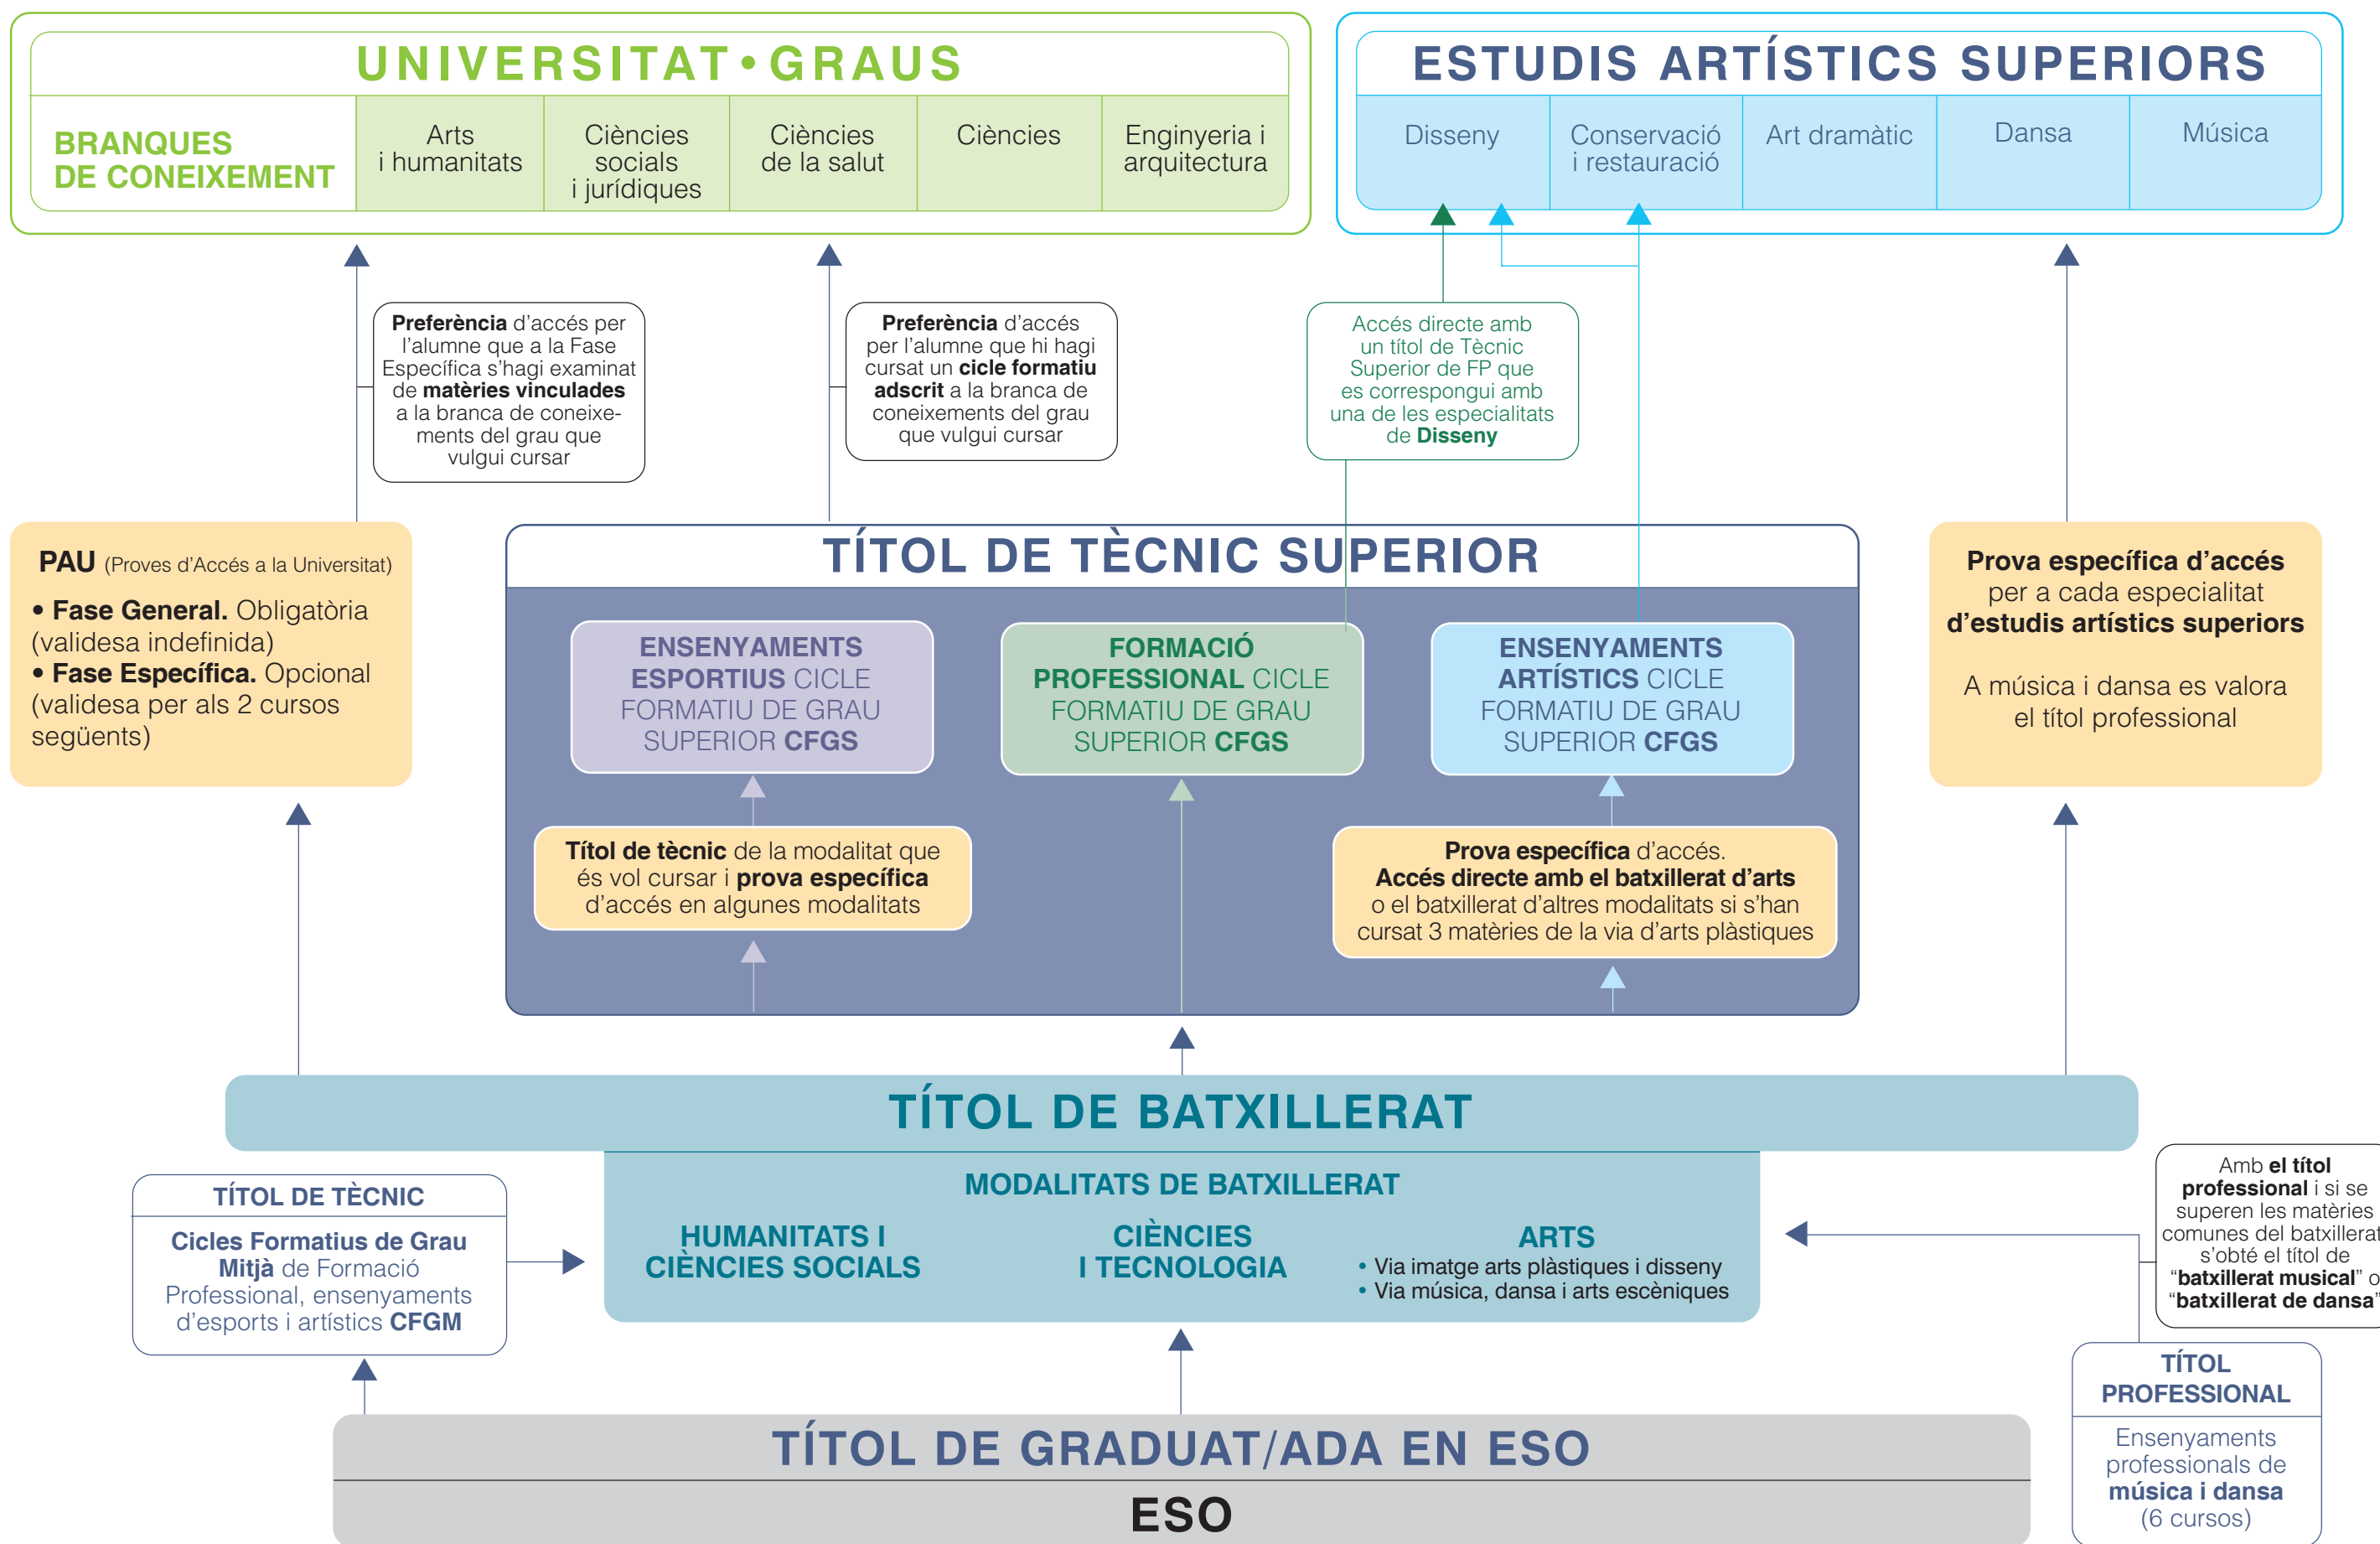 UNIVERSITAT • GRAUS
BRANQUES
DE CONEIXEMENT
Arts
i humanitats
Ciències
socials
i jurídiques
Ciències
de la salut
Ciències
Enginyeria i
arquitectura
ESTUDIS ARTÍSTICS SUPERIORS
Disseny
Conservació
i restauració
Art dramàtic
Dansa
Música
Preferència d’accés per
l’alumne que a la Fase
Específica s’hagi examinat
de matèries vinculades
a la branca de coneixe-
ments del grau que
vulgui cursar
Preferència d’accés
per l’alumne que hi hagi
cursat un cicle formatiu
adscrit a la branca de
coneixements del grau
que vulgui cursar
Accés directe amb
un títol de Tècnic
Superior de FP que
es correspongui amb
una de les especialitats
de Disseny
PAU (Proves d’Accés a la Universitat)
• Fase General. Obligatòria
(validesa indefinida)
• Fase Específica. Opcional
(validesa per als 2 cursos
següents)
TÍTOL DE TÈCNIC SUPERIOR
ENSENYAMENTS
ESPORTIUS CICLE
FORMATIU DE GRAU
SUPERIOR CFGS
FORMACIÓ
PROFESSIONAL CICLE
FORMATIU DE GRAU
SUPERIOR CFGS
ENSENYAMENTS
ARTÍSTICS CICLE
FORMATIU DE GRAU
SUPERIOR CFGS
Títol de tècnic de la modalitat que
és vol cursar i prova específica
d’accés en algunes modalitats
Prova específica d’accés.
Accés directe amb el batxillerat d’arts
o el batxillerat d’altres modalitats si s’han
cursat 3 matèries de la via d’arts plàstiques
Prova específica d’accés
per a cada especialitat
d’estudis artístics superiors
A música i dansa es valora
el títol professional
TÍTOL DE BATXILLERAT
MODALITATS DE BATXILLERAT
HUMANITATS I
CIÈNCIES SOCIALS
CIÈNCIES
I TECNOLOGIA
ARTS
• Via imatge arts plàstiques i disseny
• Via música, dansa i arts escèniques
TÍTOL DE TÈCNIC
Cicles Formatius de Grau
Mitjà de Formació
Professional, ensenyaments
d’esports i artístics CFGM
Amb el títol
professional i si se
superen les matèries
comunes del batxillerat
s’obté el títol de
“batxillerat musical” o
“batxillerat de dansa”
TÍTOL
PROFESSIONAL
Ensenyaments
professionals de
música i dansa
(6 cursos)
TÍTOL DE GRADUAT/ADA EN ESO
ESO